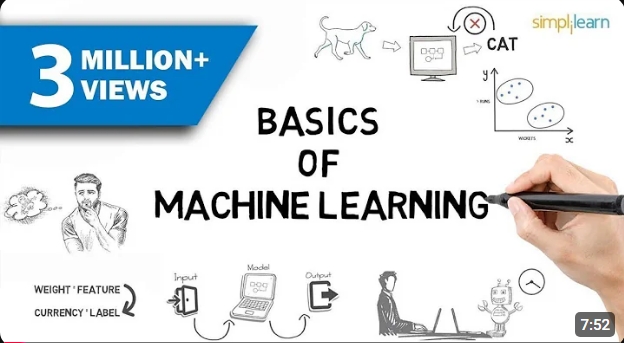 3 MILLION+
VIEWS
simplilearn
CAT
y
x
BASICS
OF
MACHINE LEARNING
WEIGHT ' FEATURE
CURRENCY ' LABEL
Input
Model
Output
7:52